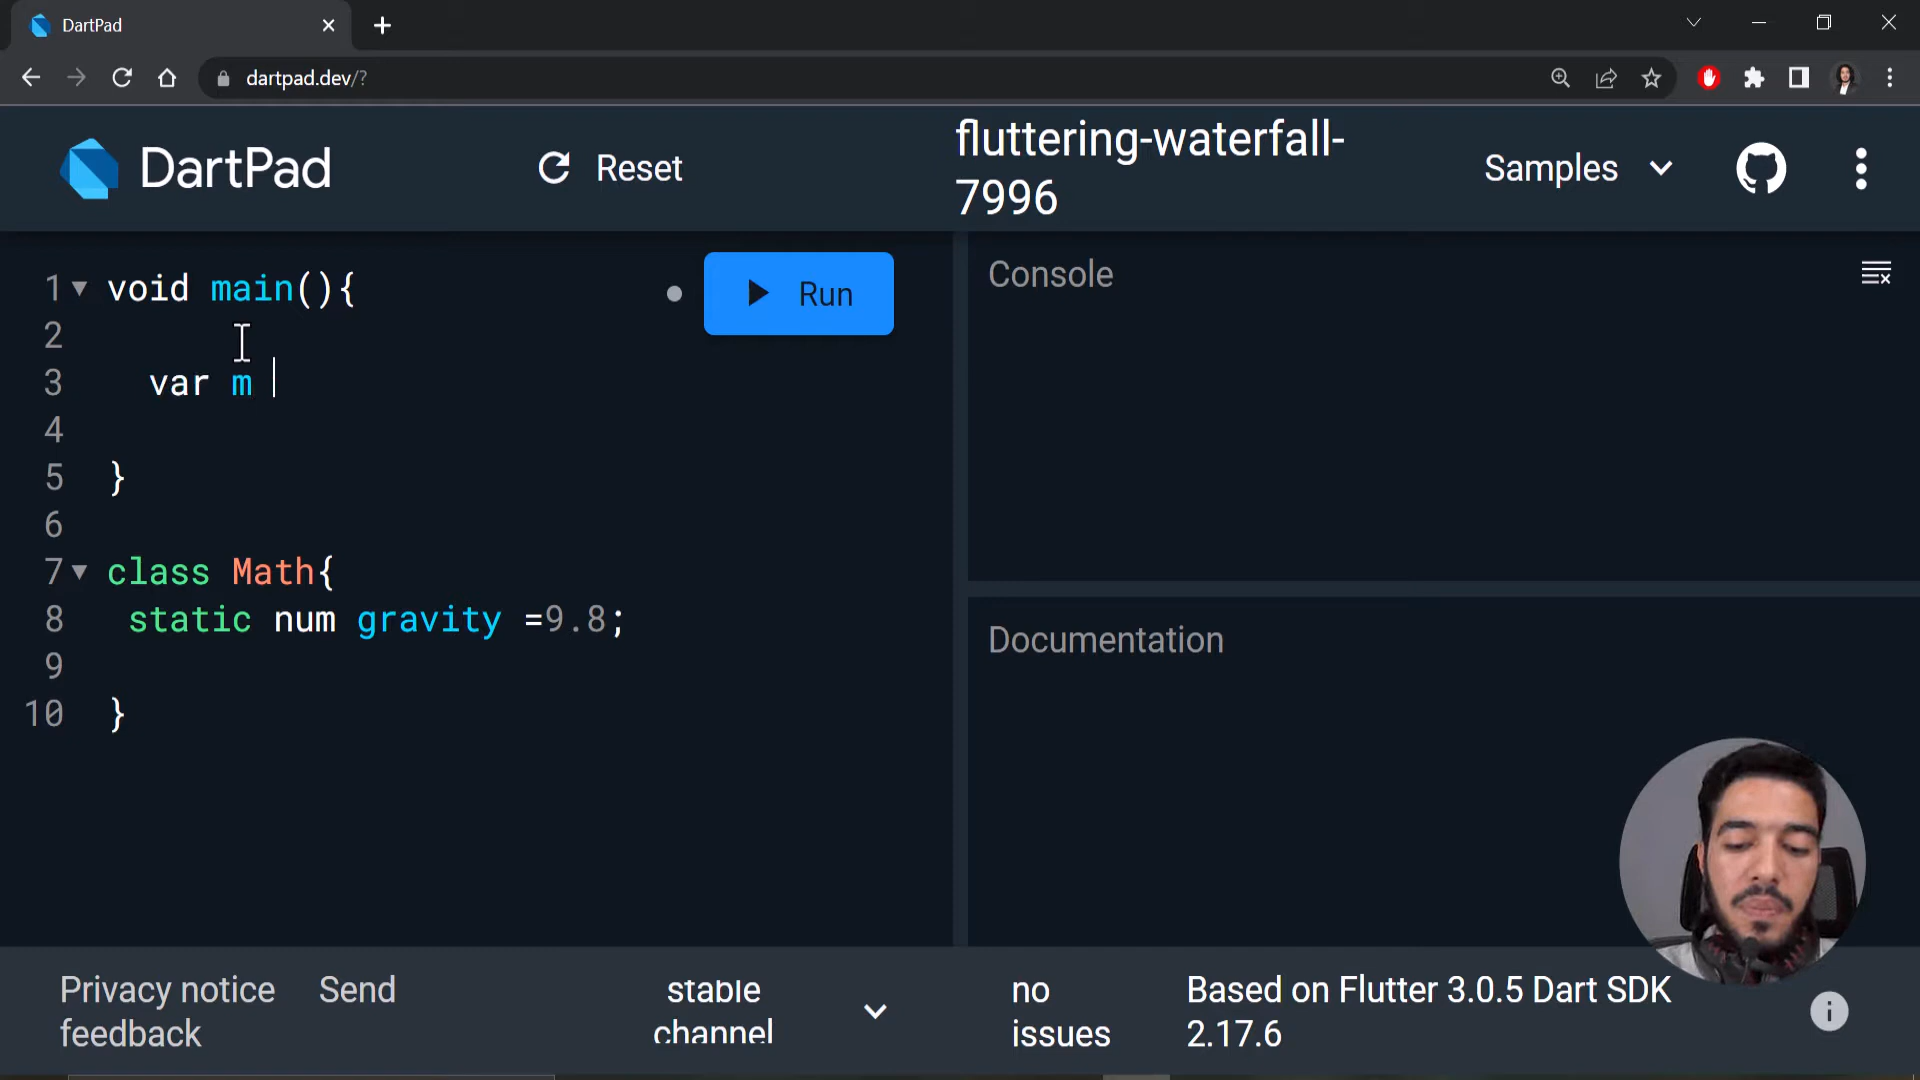 DartPad
dartpad.dev/?
DartPad
Reset
fluttering-waterfall-
7996
Samples
1 void main(){
2
3 var m
4
5 }
6
7 class Math{
8 static num gravity =9.8;
9
10 }
Run
Console
Documentation
Privacy notice
Send
feedback
stable
channel
no
issues
Based on Flutter 3.0.5 Dart SDK
2.17.6